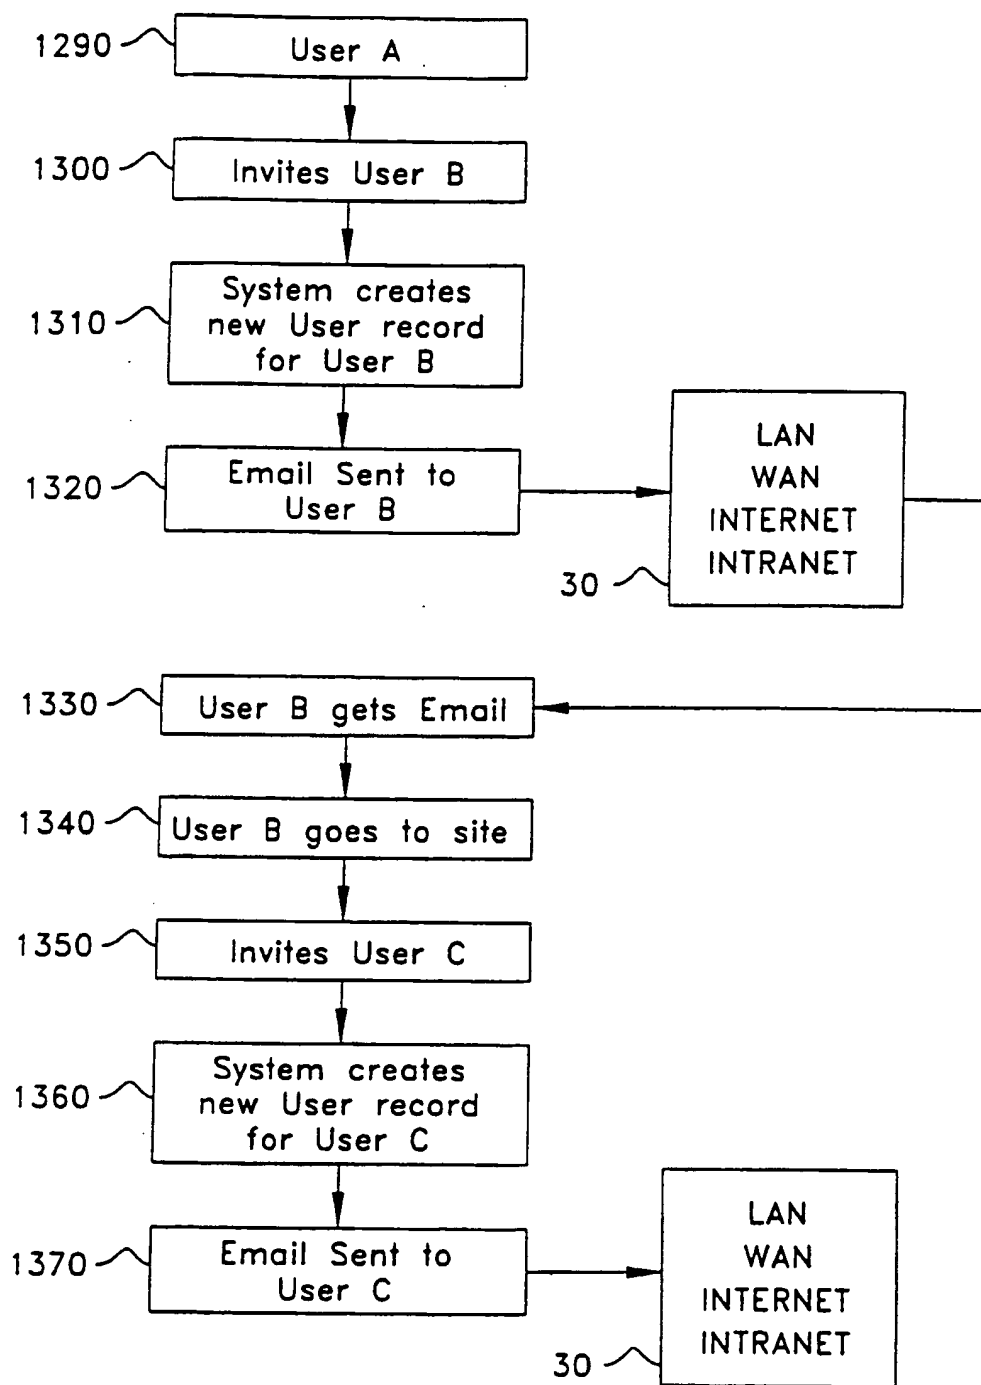 1290
User A
1300
Invites User B
1310
System creates
new User record
for User B
1320
Email Sent to
User B
LAN
WAN
INTERNET
INTRANET
30
1330
User B gets Email
1340
User B goes to site
1350
Invites User C
1360
System creates
new User record
for User C
1370
Email Sent to
User C
LAN
WAN
INTERNET
INTRANET
30